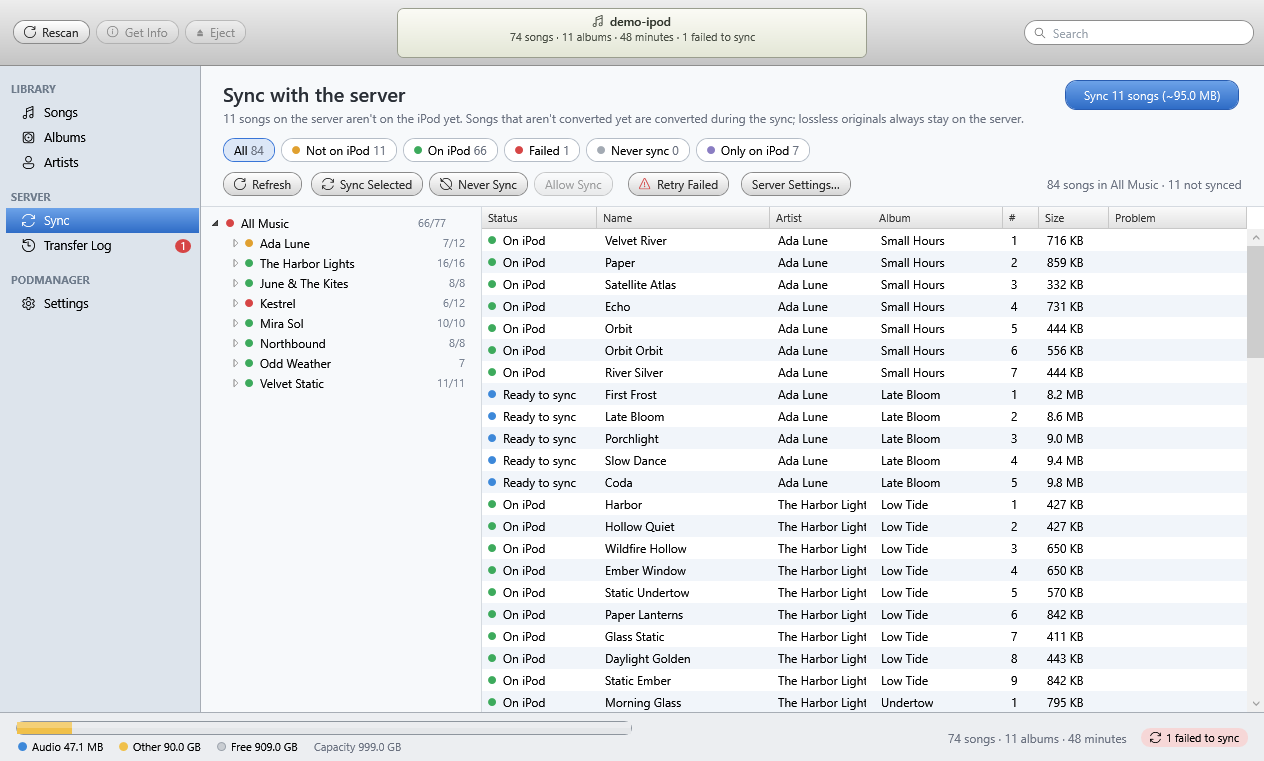 Rescan Get Info Eject
demo-ipod
74 songs · 11 albums · 48 minutes · 1 failed to sync
Search
LIBRARY
Songs
Albums
Artists
SERVER
Sync
Transfer Log 1
PODMANAGER
Settings
Sync with the server
Sync 11 songs (~95.0 MB)
11 songs on the server aren't on the iPod yet. Songs that aren't converted yet are converted during the sync; lossless originals always stay on the server.
All 84 Not on iPod 11 On iPod 66 Failed 1 Never sync 0 Only on iPod 7
Refresh Sync Selected Never Sync Allow Sync Retry Failed Server Settings...
84 songs in All Music · 11 not synced
All Music 66/77
Ada Lune 7/12
The Harbor Lights 16/16
June & The Kites 8/8
Kestrel 6/12
Mira Sol 10/10
Northbound 8/8
Odd Weather 7
Velvet Static 11/11
Status Name Artist Album # Size Problem
On iPod Velvet River Ada Lune Small Hours 1 716 KB
On iPod Paper Ada Lune Small Hours 2 859 KB
On iPod Satellite Atlas Ada Lune Small Hours 3 332 KB
On iPod Echo Ada Lune Small Hours 4 731 KB
On iPod Orbit Ada Lune Small Hours 5 444 KB
On iPod Orbit Orbit Ada Lune Small Hours 6 556 KB
On iPod River Silver Ada Lune Small Hours 7 444 KB
Ready to sync First Frost Ada Lune Late Bloom 1 8.2 MB
Ready to sync Late Bloom Ada Lune Late Bloom 2 8.6 MB
Ready to sync Porchlight Ada Lune Late Bloom 3 9.0 MB
Ready to sync Slow Dance Ada Lune Late Bloom 4 9.4 MB
Ready to sync Coda Ada Lune Late Bloom 5 9.8 MB
On iPod Harbor The Harbor Light Low Tide 1 427 KB
On iPod Hollow Quiet The Harbor Light Low Tide 2 427 KB
On iPod Wildfire Hollow The Harbor Light Low Tide 3 650 KB
On iPod Ember Window The Harbor Light Low Tide 4 650 KB
On iPod Static Undertow The Harbor Light Low Tide 5 570 KB
On iPod Paper Lanterns The Harbor Light Low Tide 6 842 KB
On iPod Glass Static The Harbor Light Low Tide 7 411 KB
On iPod Daylight Golden The Harbor Light Low Tide 8 443 KB
On iPod Static Ember The Harbor Light Low Tide 9 842 KB
On iPod Morning Glass The Harbor Light Undertow 1 795 KB
Audio 47.1 MB Other 90.0 GB Free 909.0 GB Capacity 999.0 GB
74 songs · 11 albums · 48 minutes
1 failed to sync